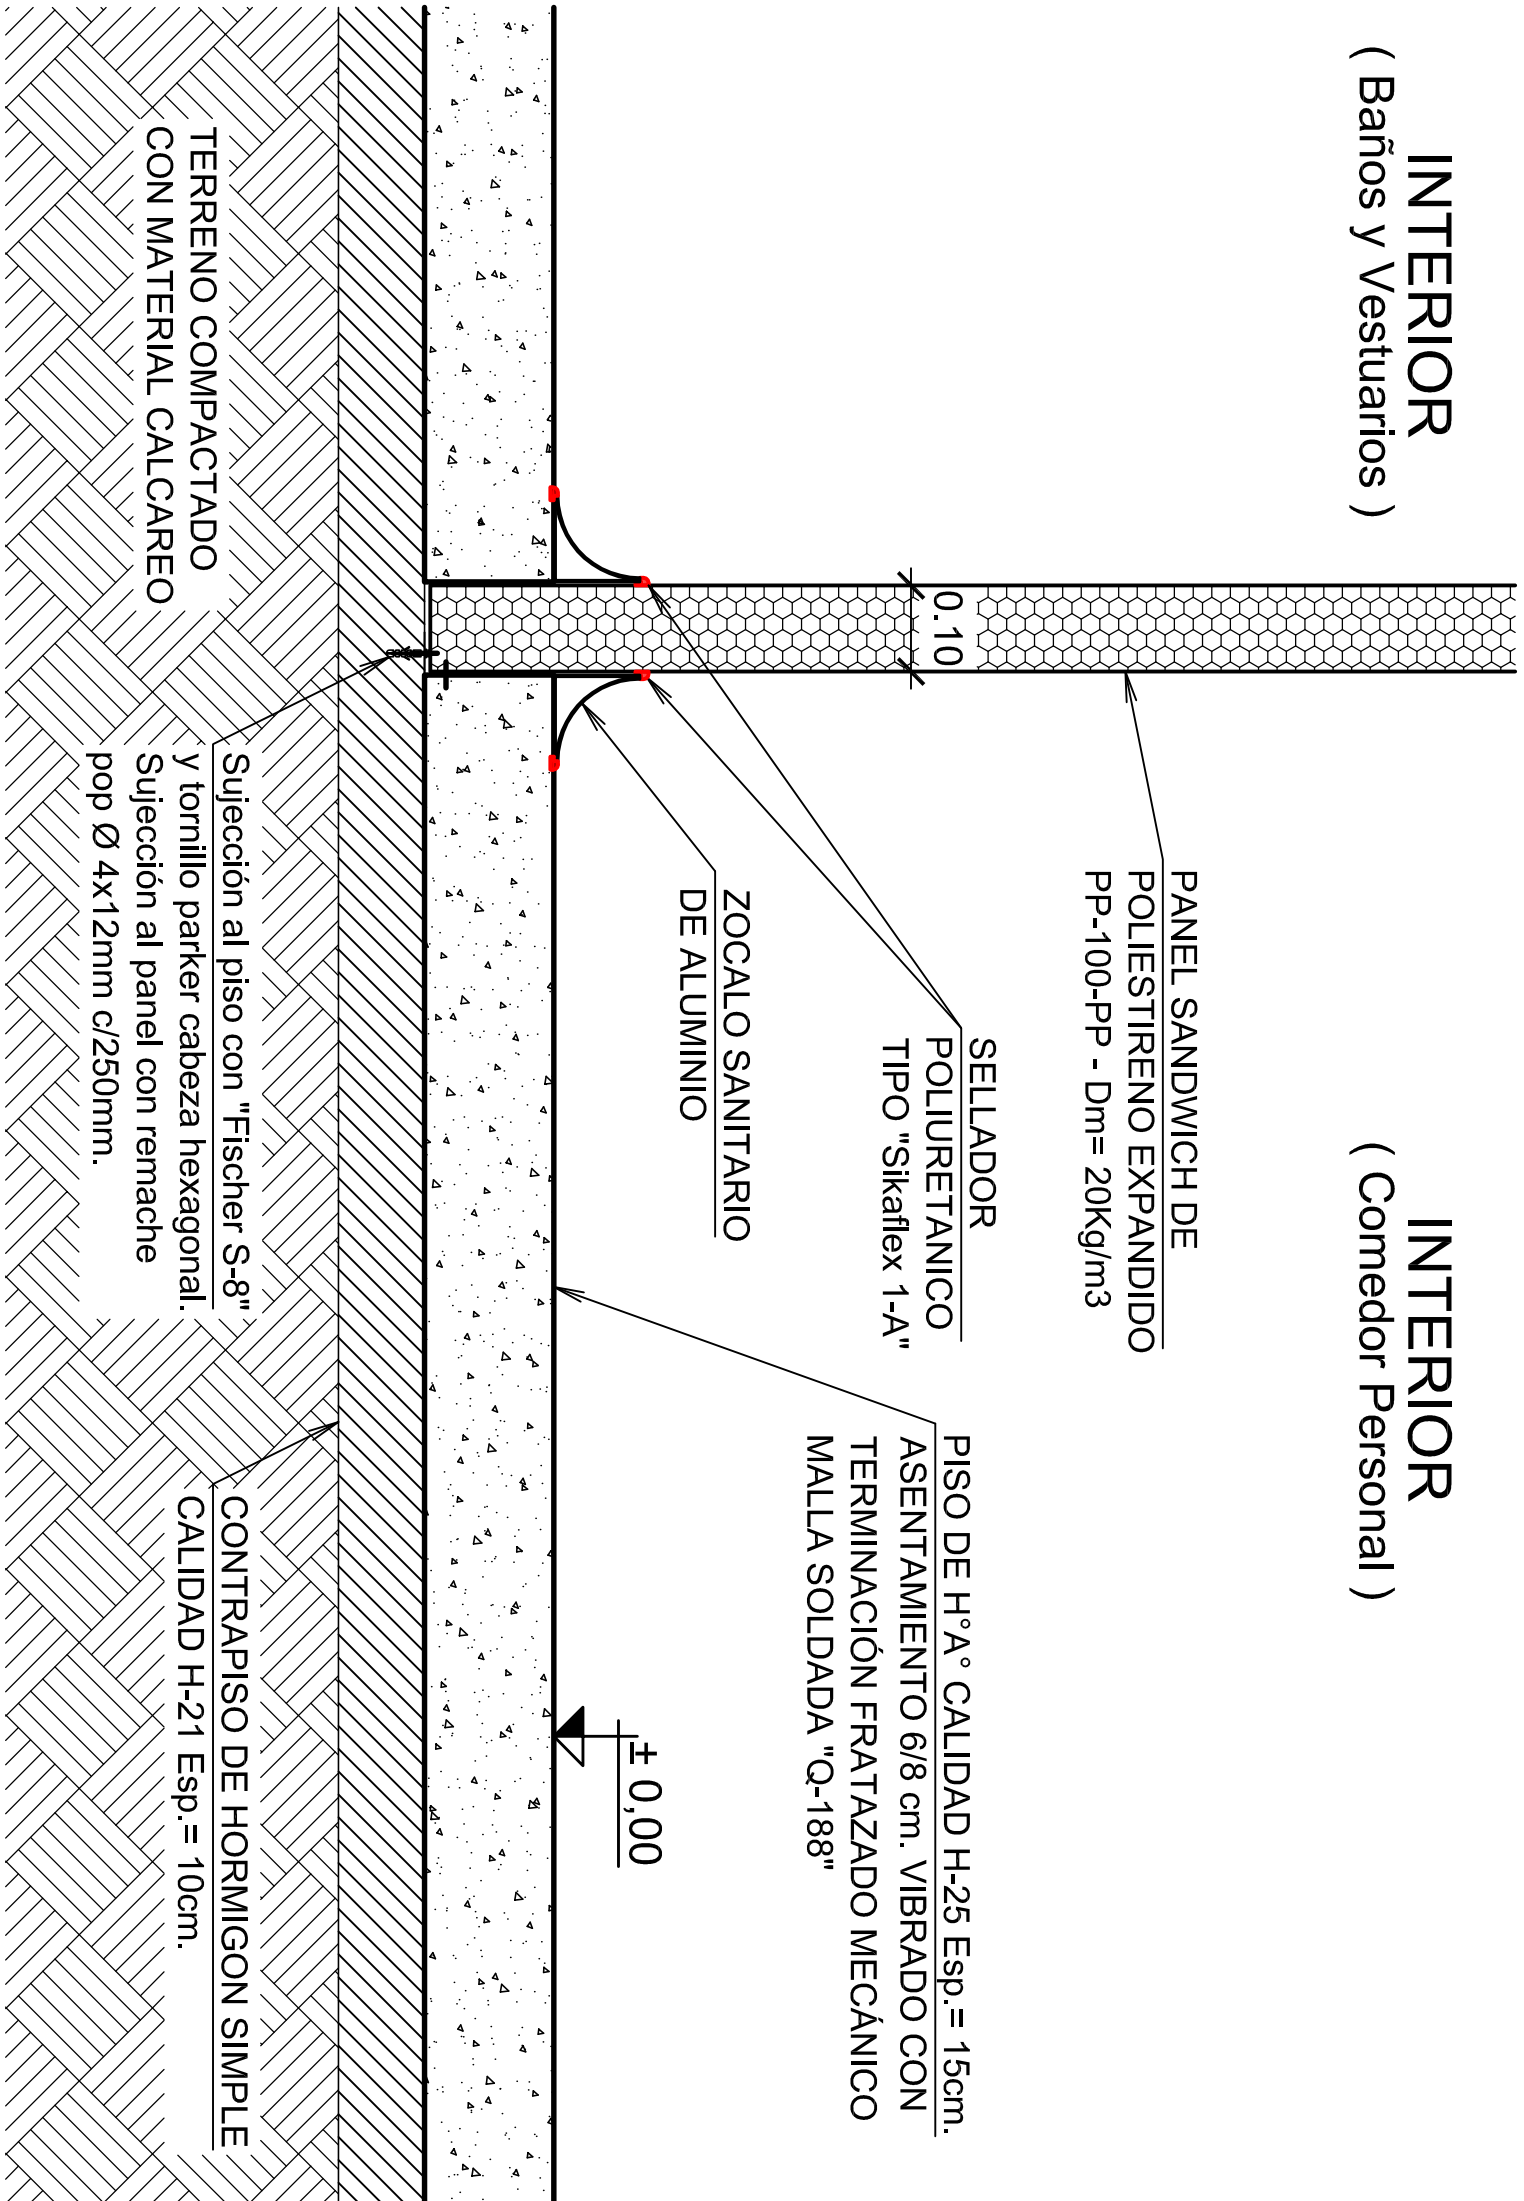 INTERIOR
( Baños y Vestuarios )
INTERIOR
( Comedor Personal )
0.10
PANEL SANDWICH DE
POLIESTIRENO EXPANDIDO
PP-100-PP - Dm= 20Kg/m3
SELLADOR
POLIURETANICO
TIPO "Sikaflex 1-A"
ZOCALO SANITARIO
DE ALUMINIO
PISO DE H°A° CALIDAD H-25 Esp.= 15cm.
ASENTAMIENTO 6/8 cm. VIBRADO CON
TERMINACIÓN FRATAZADO MECÁNICO
MALLA SOLDADA "Q-188"
± 0,00
TERRENO COMPACTADO
CON MATERIAL CALCAREO
Sujección al piso con "Fischer S-8"
y tornillo parker cabeza hexagonal.
Sujección al panel con remache
pop Ø 4x12mm c/250mm.
CONTRAPISO DE HORMIGON SIMPLE
CALIDAD H-21 Esp.= 10cm.